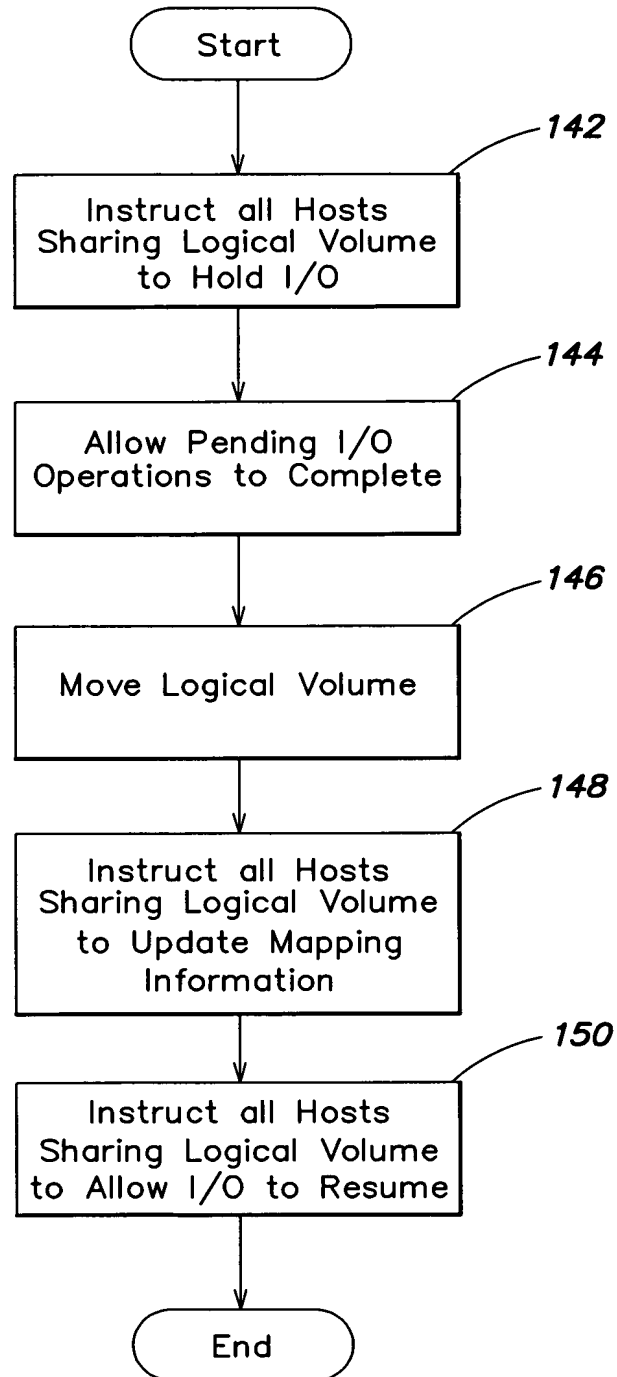 Start
142
Instruct all Hosts
Sharing Logical Volume
to Hold I/O
144
Allow Pending I/O
Operations to Complete
146
Move Logical Volume
148
Instruct all Hosts
Sharing Logical Volume
to Update Mapping
Information
150
Instruct all Hosts
Sharing Logical Volume
to Allow I/O to Resume
End